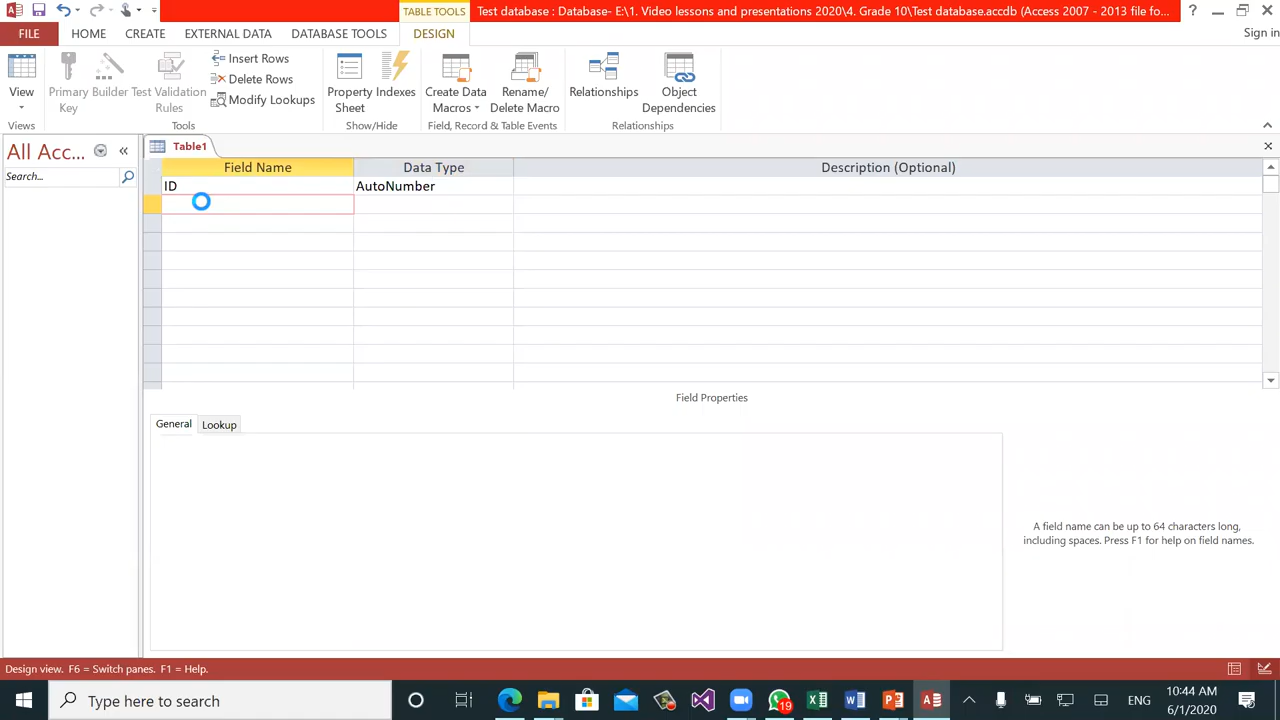 TABLE TOOLS
Test database : Database- E:\1. Video lessons and presentations 2020\4. Grade 10\Test database.accdb (Access 2007 - 2013 file fo...
?
FILE
HOME
CREATE
EXTERNAL DATA
DATABASE TOOLS
DESIGN
Sign in
View
Primary Key
Builder
Test Validation Rules
Insert Rows
Delete Rows
Modify Lookups
Property Sheet
Indexes
Create Data Macros
Rename/ Delete Macro
Relationships
Object Dependencies
Views
Tools
Show/Hide
Field, Record & Table Events
Relationships
All Acc...
Search...
Table1
Field Name
Data Type
Description (Optional)
ID
AutoNumber
Field Properties
General
Lookup
A field name can be up to 64 characters long,
including spaces. Press F1 for help on field names.
Design view. F6 = Switch panes. F1 = Help.
Type here to search
19
ENG
10:44 AM
6/1/2020